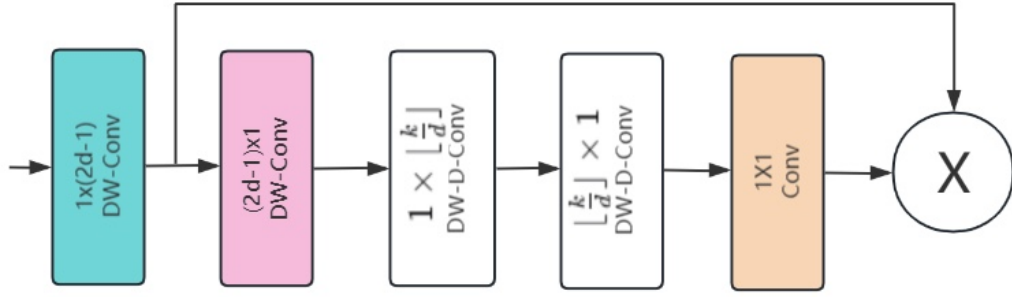 1x(2d-1)
DW-Conv
(2d-1)x1
DW-Conv
1 × ⌊k/d⌋
DW-D-Conv
⌊k/d⌋ × 1
DW-D-Conv
1X1
Conv
X